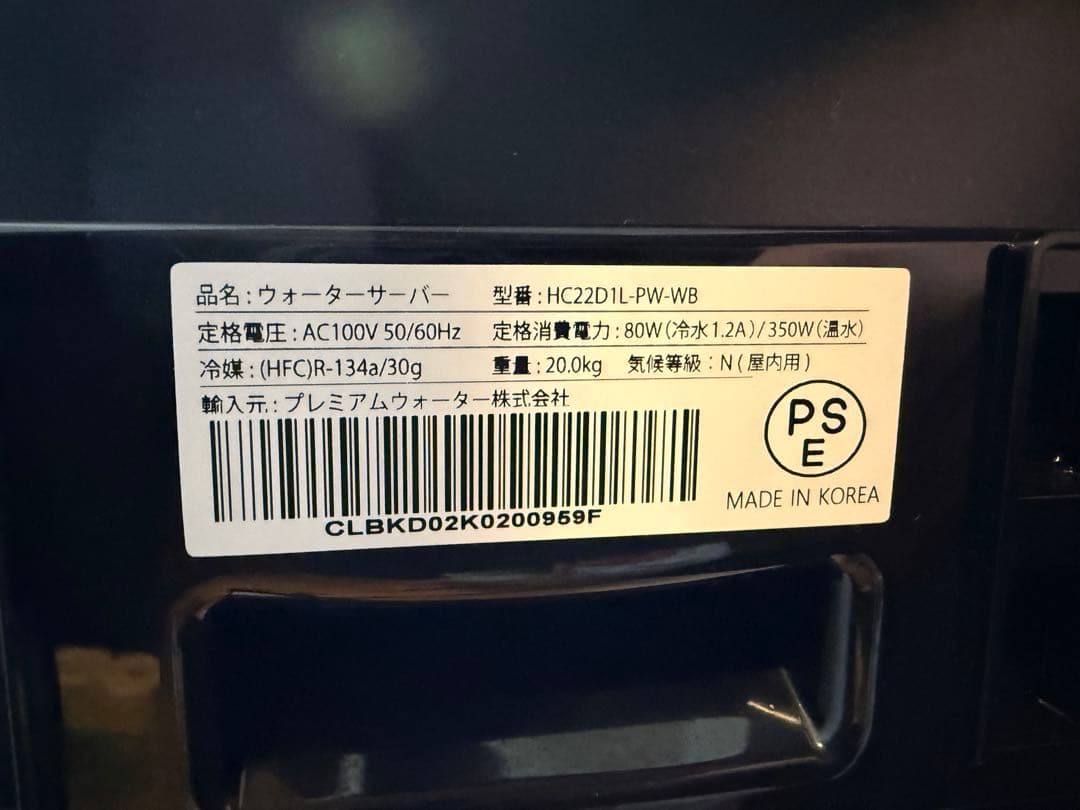 品名：ウォーターサーバー 型番：HC22D1L-PW-WB
定格電圧：AC100V 50/60Hz 定格消費電力：80W(冷水1.2A)/350W(温水)
冷媒：(HFC)R-134a/30g 重量：20.0kg 気候等級：N(屋内用)
輸入元：プレミアムウォーター株式会社
PS
E
MADE IN KOREA
CLBKD02K0200959F